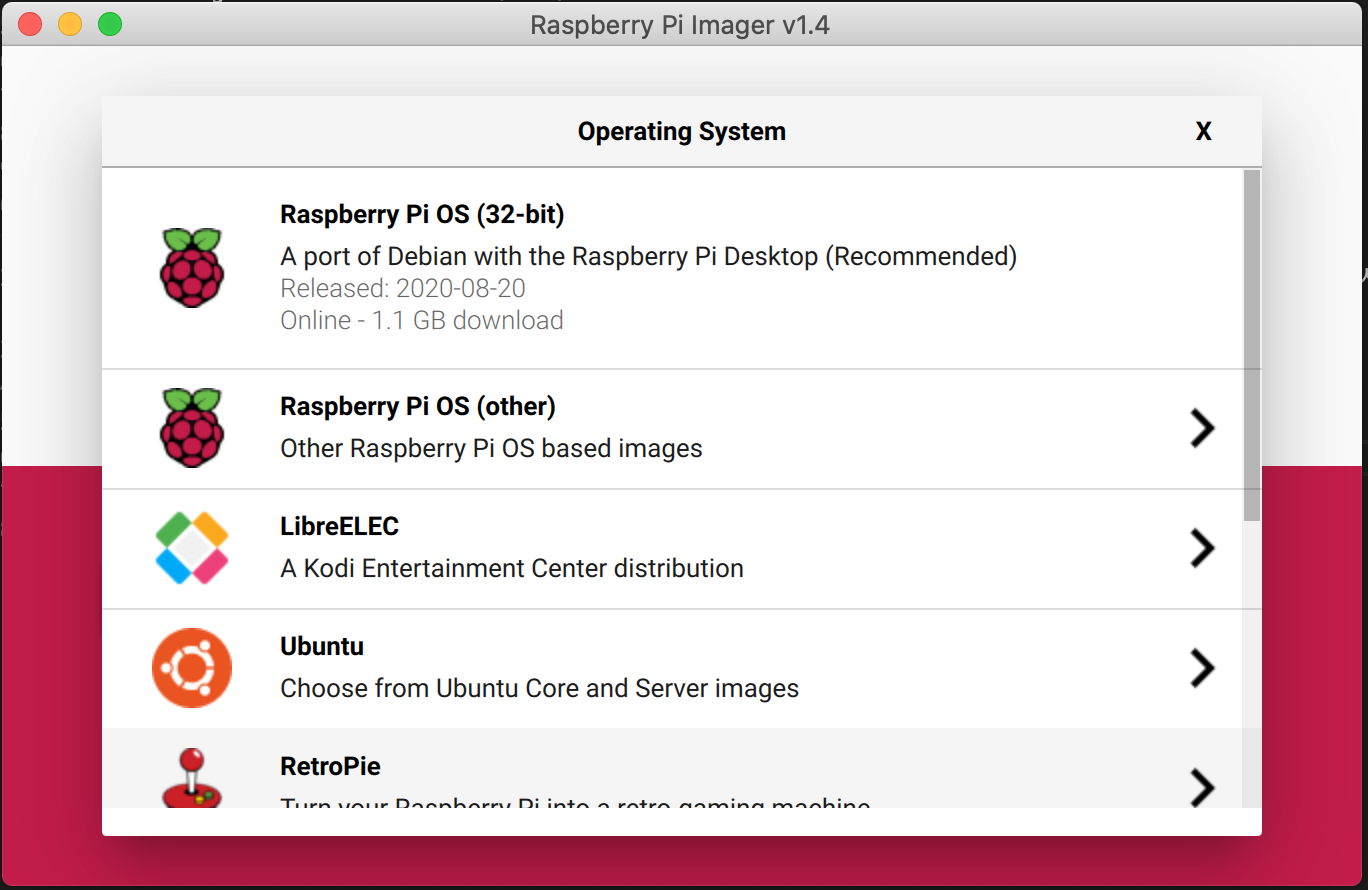 Raspberry Pi Imager v1.4
Operating System
X
Raspberry Pi OS (32-bit)
A port of Debian with the Raspberry Pi Desktop (Recommended)
Released: 2020-08-20
Online - 1.1 GB download
Raspberry Pi OS (other)
Other Raspberry Pi OS based images
LibreELEC
A Kodi Entertainment Center distribution
Ubuntu
Choose from Ubuntu Core and Server images
RetroPie
Turn your Raspberry Pi into a retro gaming machine